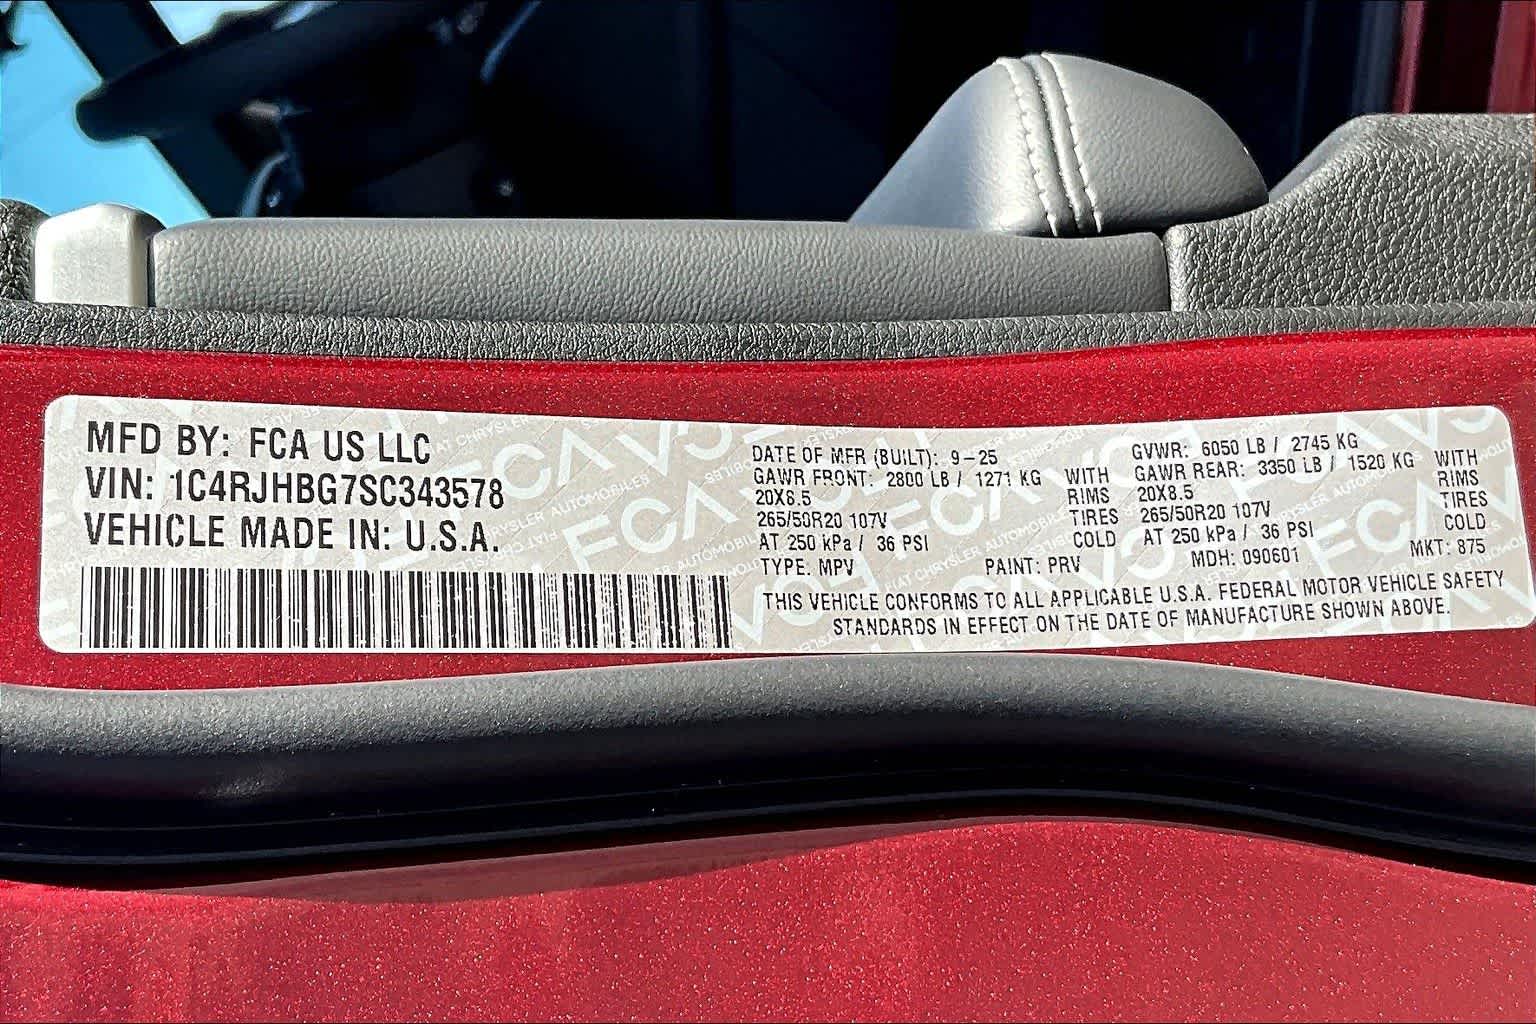 MFD BY: FCA US LLC
VIN: 1C4RJHBG7SC343578
VEHICLE MADE IN: U.S.A.
DATE OF MFR (BUILT): 9-25
GVWR: 6050 LB / 2745 KG
GAWR FRONT: 2800 LB / 1271 KG WITH
20X8.5 RIMS
265/50R20 107V TIRES
AT 250 kPa / 36 PSI COLD
GAWR REAR: 3350 LB / 1520 KG WITH
20X8.5 RIMS
265/50R20 107V TIRES
AT 250 kPa / 36 PSI COLD
TYPE: MPV PAINT: PRV MDH: 090601 MKT: 875
THIS VEHICLE CONFORMS TO ALL APPLICABLE U.S.A. FEDERAL MOTOR VEHICLE SAFETY
STANDARDS IN EFFECT ON THE DATE OF MANUFACTURE SHOWN ABOVE.
FCA
FIAT CHRYSLER AUTOMOBILES